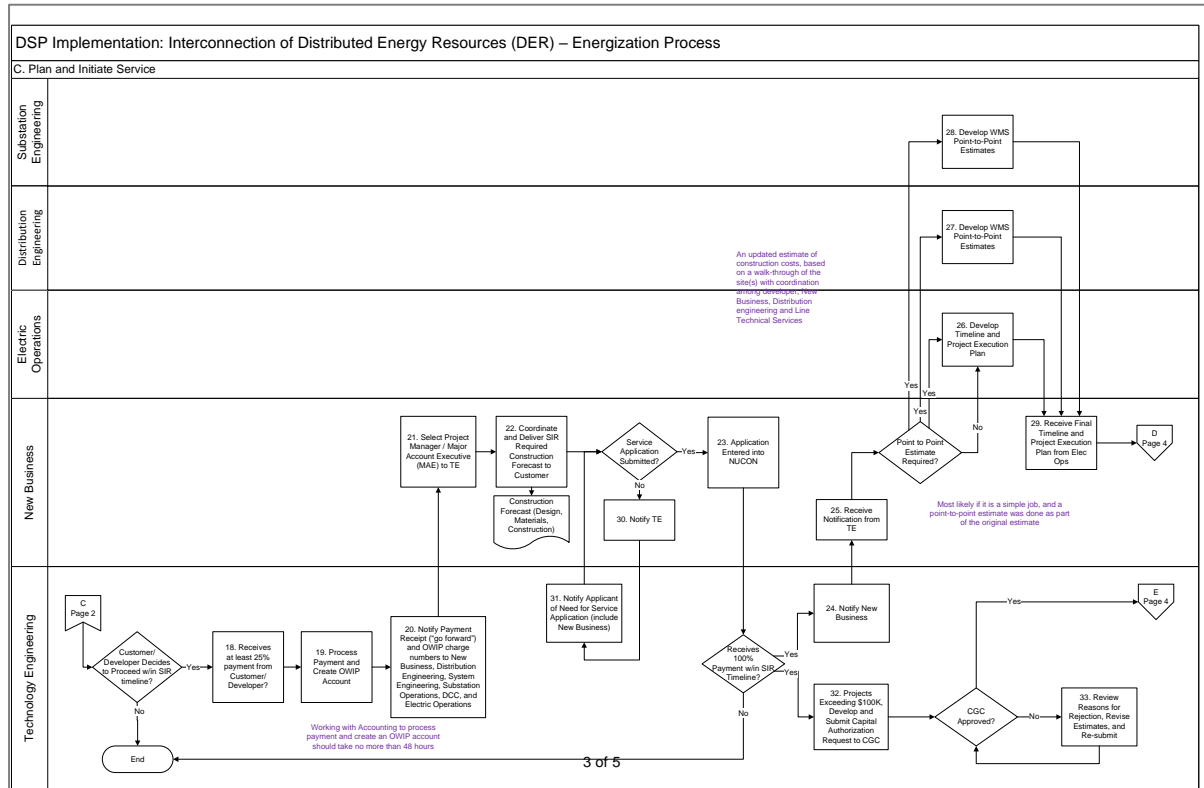 DSP Implementation: Interconnection of Distributed Energy Resources (DER) – Energization Process
C. Plan and Initiate Service
Substation
Engineering
28. Develop WMS
Point-to-Point
Estimates
Distribution
Engineering
27. Develop WMS
Point-to-Point
Estimates
An updated estimate of
construction costs, based
on a walk-through of the
site(s) with coordination
among developer, New
Business, Distribution
engineering and Line
Technical Services
Electric
Operations
26. Develop
Timeline and
Project Execution
Plan
Yes
Yes
Yes
New Business
21. Select Project
Manager / Major
Account Executive
(MAE) to TE
22. Coordinate
and Deliver SIR
Required
Construction
Forecast to
Customer
Construction
Forecast (Design,
Materials,
Construction)
Service
Application
Submitted?
Yes
No
30. Notify TE
23. Application
Entered into
NUCON
Point to Point
Estimate
Required?
No
25. Receive
Notification from
TE
29. Receive Final
Timeline and
Project Execution
Plan from Elec
Ops
D
Page 4
Most likely if it is a simple job, and a
point-to-point estimate was done as part
of the original estimate
Technology Engineering
C
Page 2
Customer/
Developer Decides
to Proceed w/in SIR
timeline?
Yes
No
End
18. Receives
at least 25%
payment from
Customer/
Developer?
19. Process
Payment and
Create OWIP
Account
20. Notify Payment
Receipt (“go forward”)
and OWIP charge
numbers to New
Business, Distribution
Engineering, System
Engineering, Substation
Operations, DCC, and
Electric Operations
Working with Accounting to process
payment and create an OWIP account
should take no more than 48 hours
31. Notify Applicant
of Need for Service
Application (include
New Business)
Receives
100%
Payment w/in SIR
Timeline?
Yes
Yes
No
24. Notify New
Business
32. Projects
Exceeding $100K,
Develop and
Submit Capital
Authorization
Request to CGC
CGC
Approved?
Yes
No
33. Review
Reasons for
Rejection, Revise
Estimates, and
Re-submit
E
Page 4
3 of 5